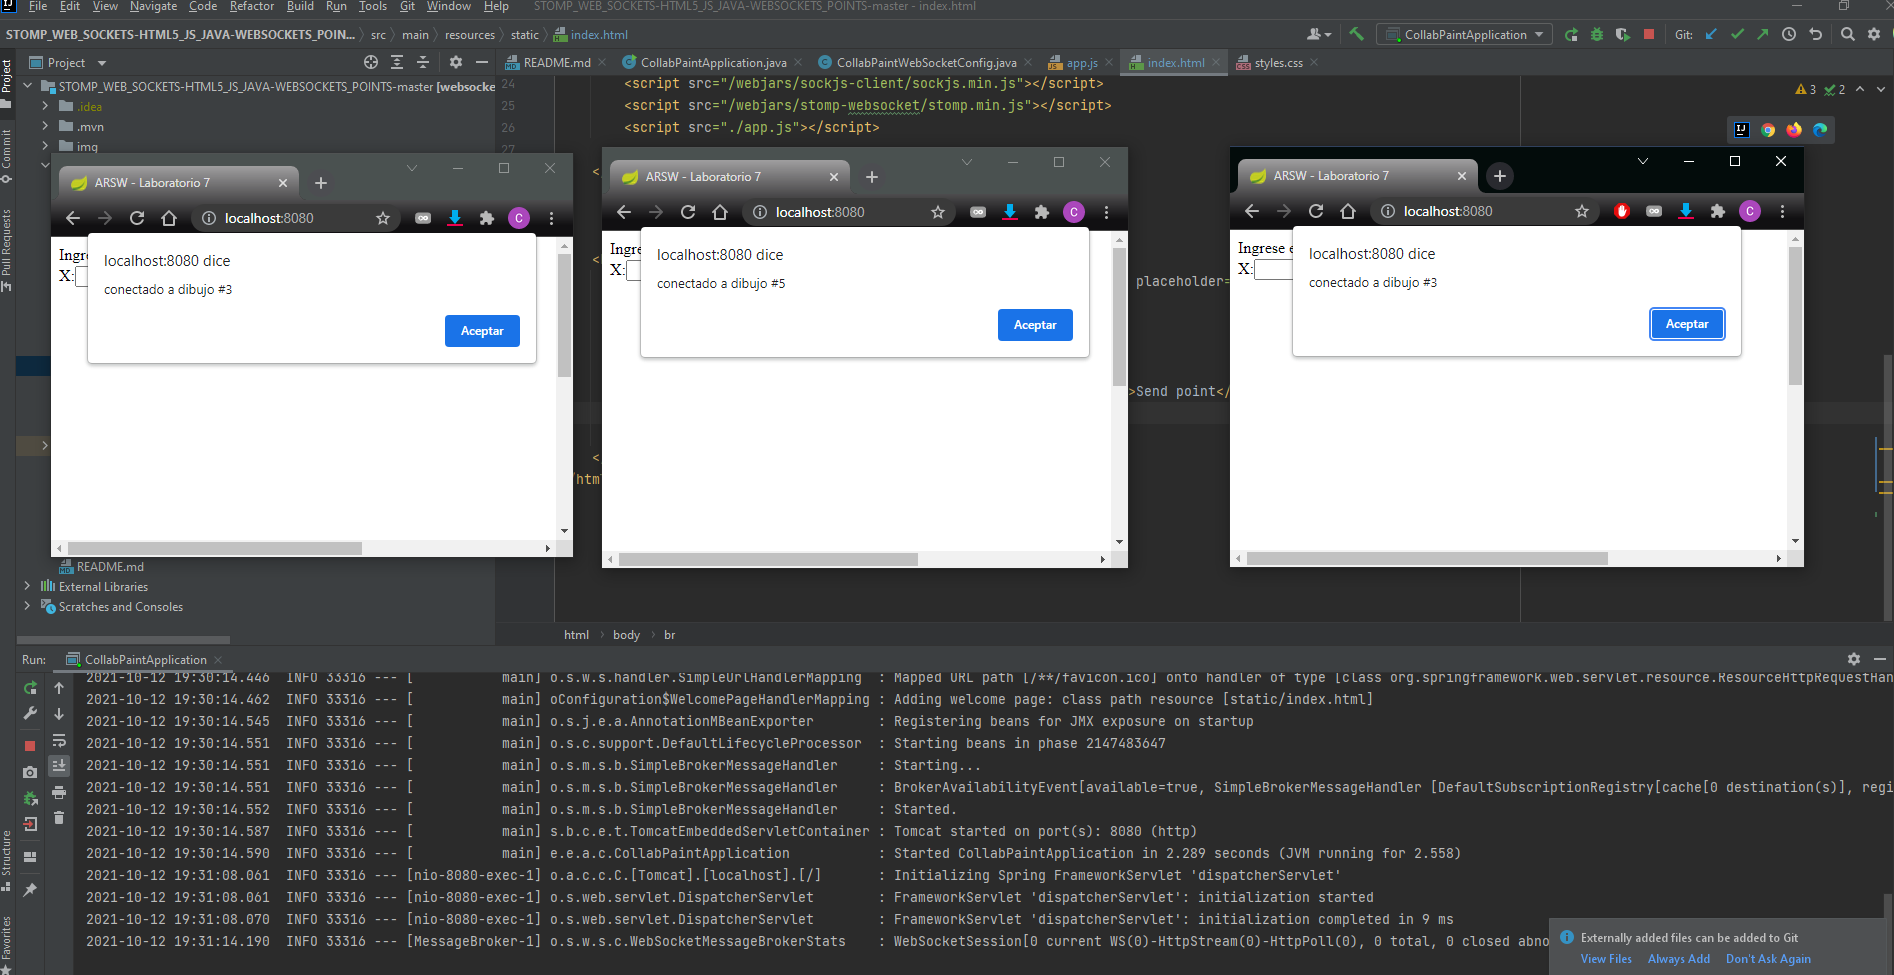 File Edit View Navigate Code Refactor Build Run Tools Git Window Help STOMP_WEB_SOCKETS-HTML5_JS_JAVA-WEBSOCKETS_POINTS-master - index.html
STOMP_WEB_SOCKETS-HTML5_JS_JAVA-WEBSOCKETS_POIN... src main resources static index.html CollabPaintApplication Git:
Project README.md CollabPaintApplication.java CollabPaintWebSocketConfig.java app.js index.html styles.css
STOMP_WEB_SOCKETS-HTML5_JS_JAVA-WEBSOCKETS_POINTS-master [websocke
.idea
.mvn
img
24 <script src="/webjars/sockjs-client/sockjs.min.js"></script>
25 <script src="/webjars/stomp-websocket/stomp.min.js"></script>
26 <script src="./app.js"></script>
27
3 2
Project
Commit
Pull Requests
ARSW - Laboratorio 7
localhost:8080
C
Ingre
X:
localhost:8080 dice
conectado a dibujo #3
Aceptar
ARSW - Laboratorio 7
localhost:8080
C
Ingre
X:
localhost:8080 dice
conectado a dibujo #5
Aceptar
placeholder=
>Send point</
ARSW - Laboratorio 7
localhost:8080
C
Ingrese e
X:
localhost:8080 dice
conectado a dibujo #3
Aceptar
<
<
<
/html
README.md
External Libraries
Scratches and Consoles
html body br
Run: CollabPaintApplication
2021-10-12 19:30:14.446 INFO 33316 --- [ main] o.s.w.s.handler.SimpleUrlHandlerMapping : Mapped URL path [/**/favicon.ico] onto handler of type [class org.springframework.web.servlet.resource.ResourceHttpRequestHan
2021-10-12 19:30:14.462 INFO 33316 --- [ main] oConfiguration$WelcomePageHandlerMapping : Adding welcome page: class path resource [static/index.html]
2021-10-12 19:30:14.545 INFO 33316 --- [ main] o.s.j.e.a.AnnotationMBeanExporter : Registering beans for JMX exposure on startup
2021-10-12 19:30:14.551 INFO 33316 --- [ main] o.s.c.support.DefaultLifecycleProcessor : Starting beans in phase 2147483647
2021-10-12 19:30:14.551 INFO 33316 --- [ main] o.s.m.s.b.SimpleBrokerMessageHandler : Starting...
2021-10-12 19:30:14.551 INFO 33316 --- [ main] o.s.m.s.b.SimpleBrokerMessageHandler : BrokerAvailabilityEvent[available=true, SimpleBrokerMessageHandler [DefaultSubscriptionRegistry[cache[0 destination(s)], regi
2021-10-12 19:30:14.552 INFO 33316 --- [ main] o.s.m.s.b.SimpleBrokerMessageHandler : Started.
2021-10-12 19:30:14.587 INFO 33316 --- [ main] s.b.c.e.t.TomcatEmbeddedServletContainer : Tomcat started on port(s): 8080 (http)
2021-10-12 19:30:14.590 INFO 33316 --- [ main] e.e.a.c.CollabPaintApplication : Started CollabPaintApplication in 2.289 seconds (JVM running for 2.558)
2021-10-12 19:31:08.061 INFO 33316 --- [nio-8080-exec-1] o.a.c.c.C.[Tomcat].[localhost].[/] : Initializing Spring FrameworkServlet 'dispatcherServlet'
2021-10-12 19:31:08.061 INFO 33316 --- [nio-8080-exec-1] o.s.web.servlet.DispatcherServlet : FrameworkServlet 'dispatcherServlet': initialization started
2021-10-12 19:31:08.070 INFO 33316 --- [nio-8080-exec-1] o.s.web.servlet.DispatcherServlet : FrameworkServlet 'dispatcherServlet': initialization completed in 9 ms
2021-10-12 19:31:14.190 INFO 33316 --- [MessageBroker-1] o.s.w.s.c.WebSocketMessageBrokerStats : WebSocketSession[0 current WS(0)-HttpStream(0)-HttpPoll(0), 0 total, 0 closed abno
Structure
Favorites
Externally added files can be added to Git
View Files Always Add Don't Ask Again